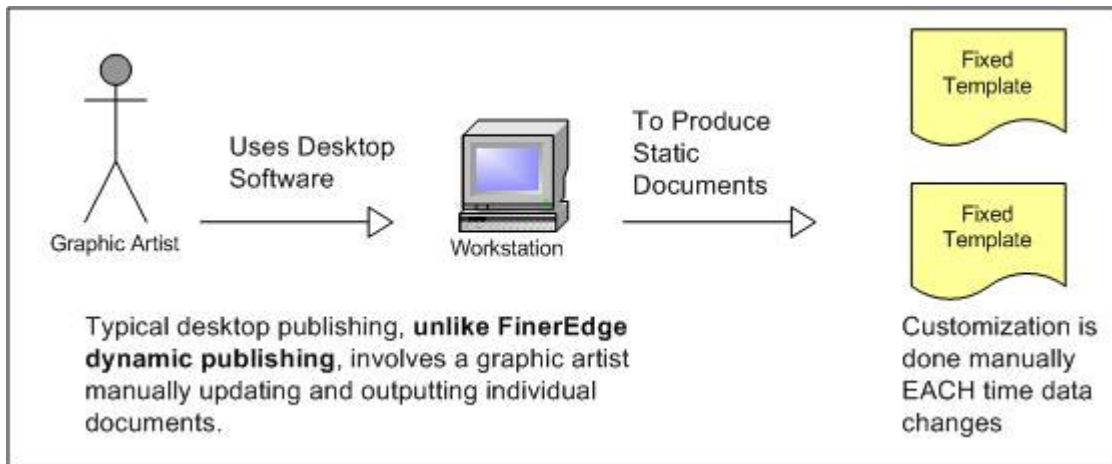 Fixed
Template
Uses Desktop
Software
To Produce
Static
Documents
Graphic Artist
Workstation
Fixed
Template
Typical desktop publishing, unlike FinerEdge
dynamic publishing, involves a graphic artist
manually updating and outputting individual
documents.
Customization is
done manually
EACH time data
changes